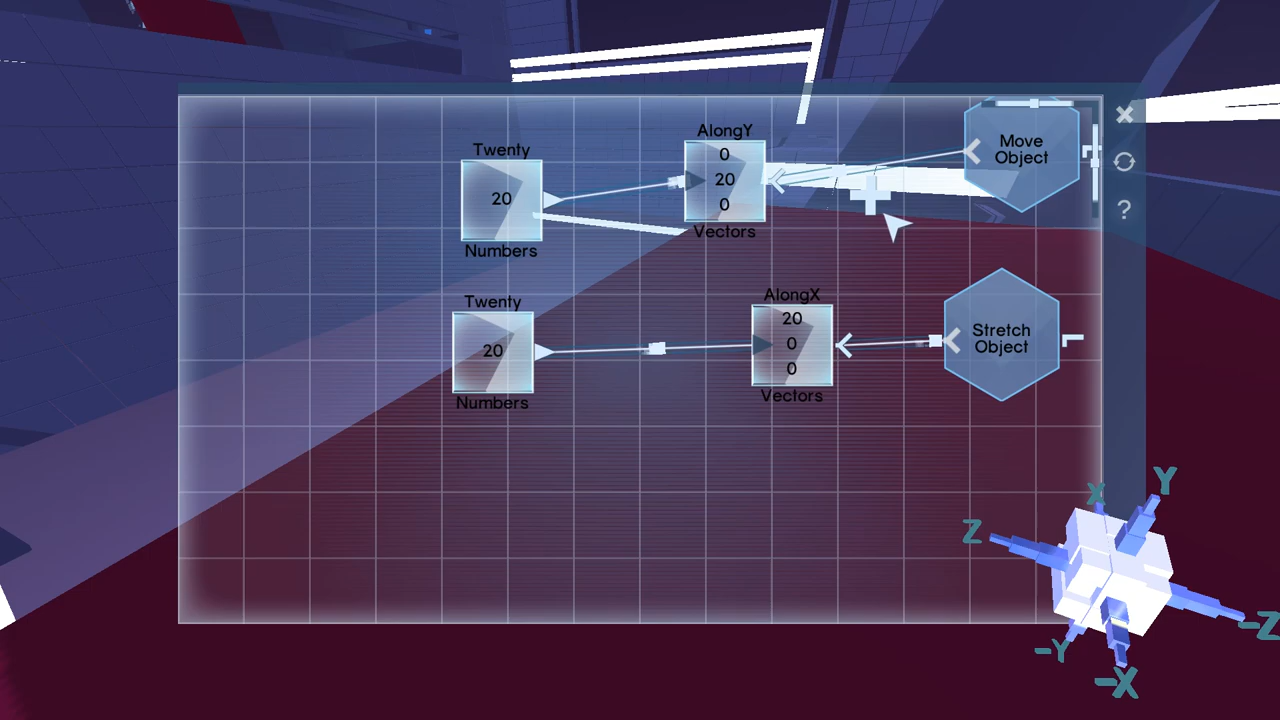 Twenty
20
Numbers
AlongY
0
20
0
Vectors
Move
Object
Twenty
20
Numbers
AlongX
20
0
0
Vectors
Stretch
Object
?
X
Y
Z
-Z
-Y
-X